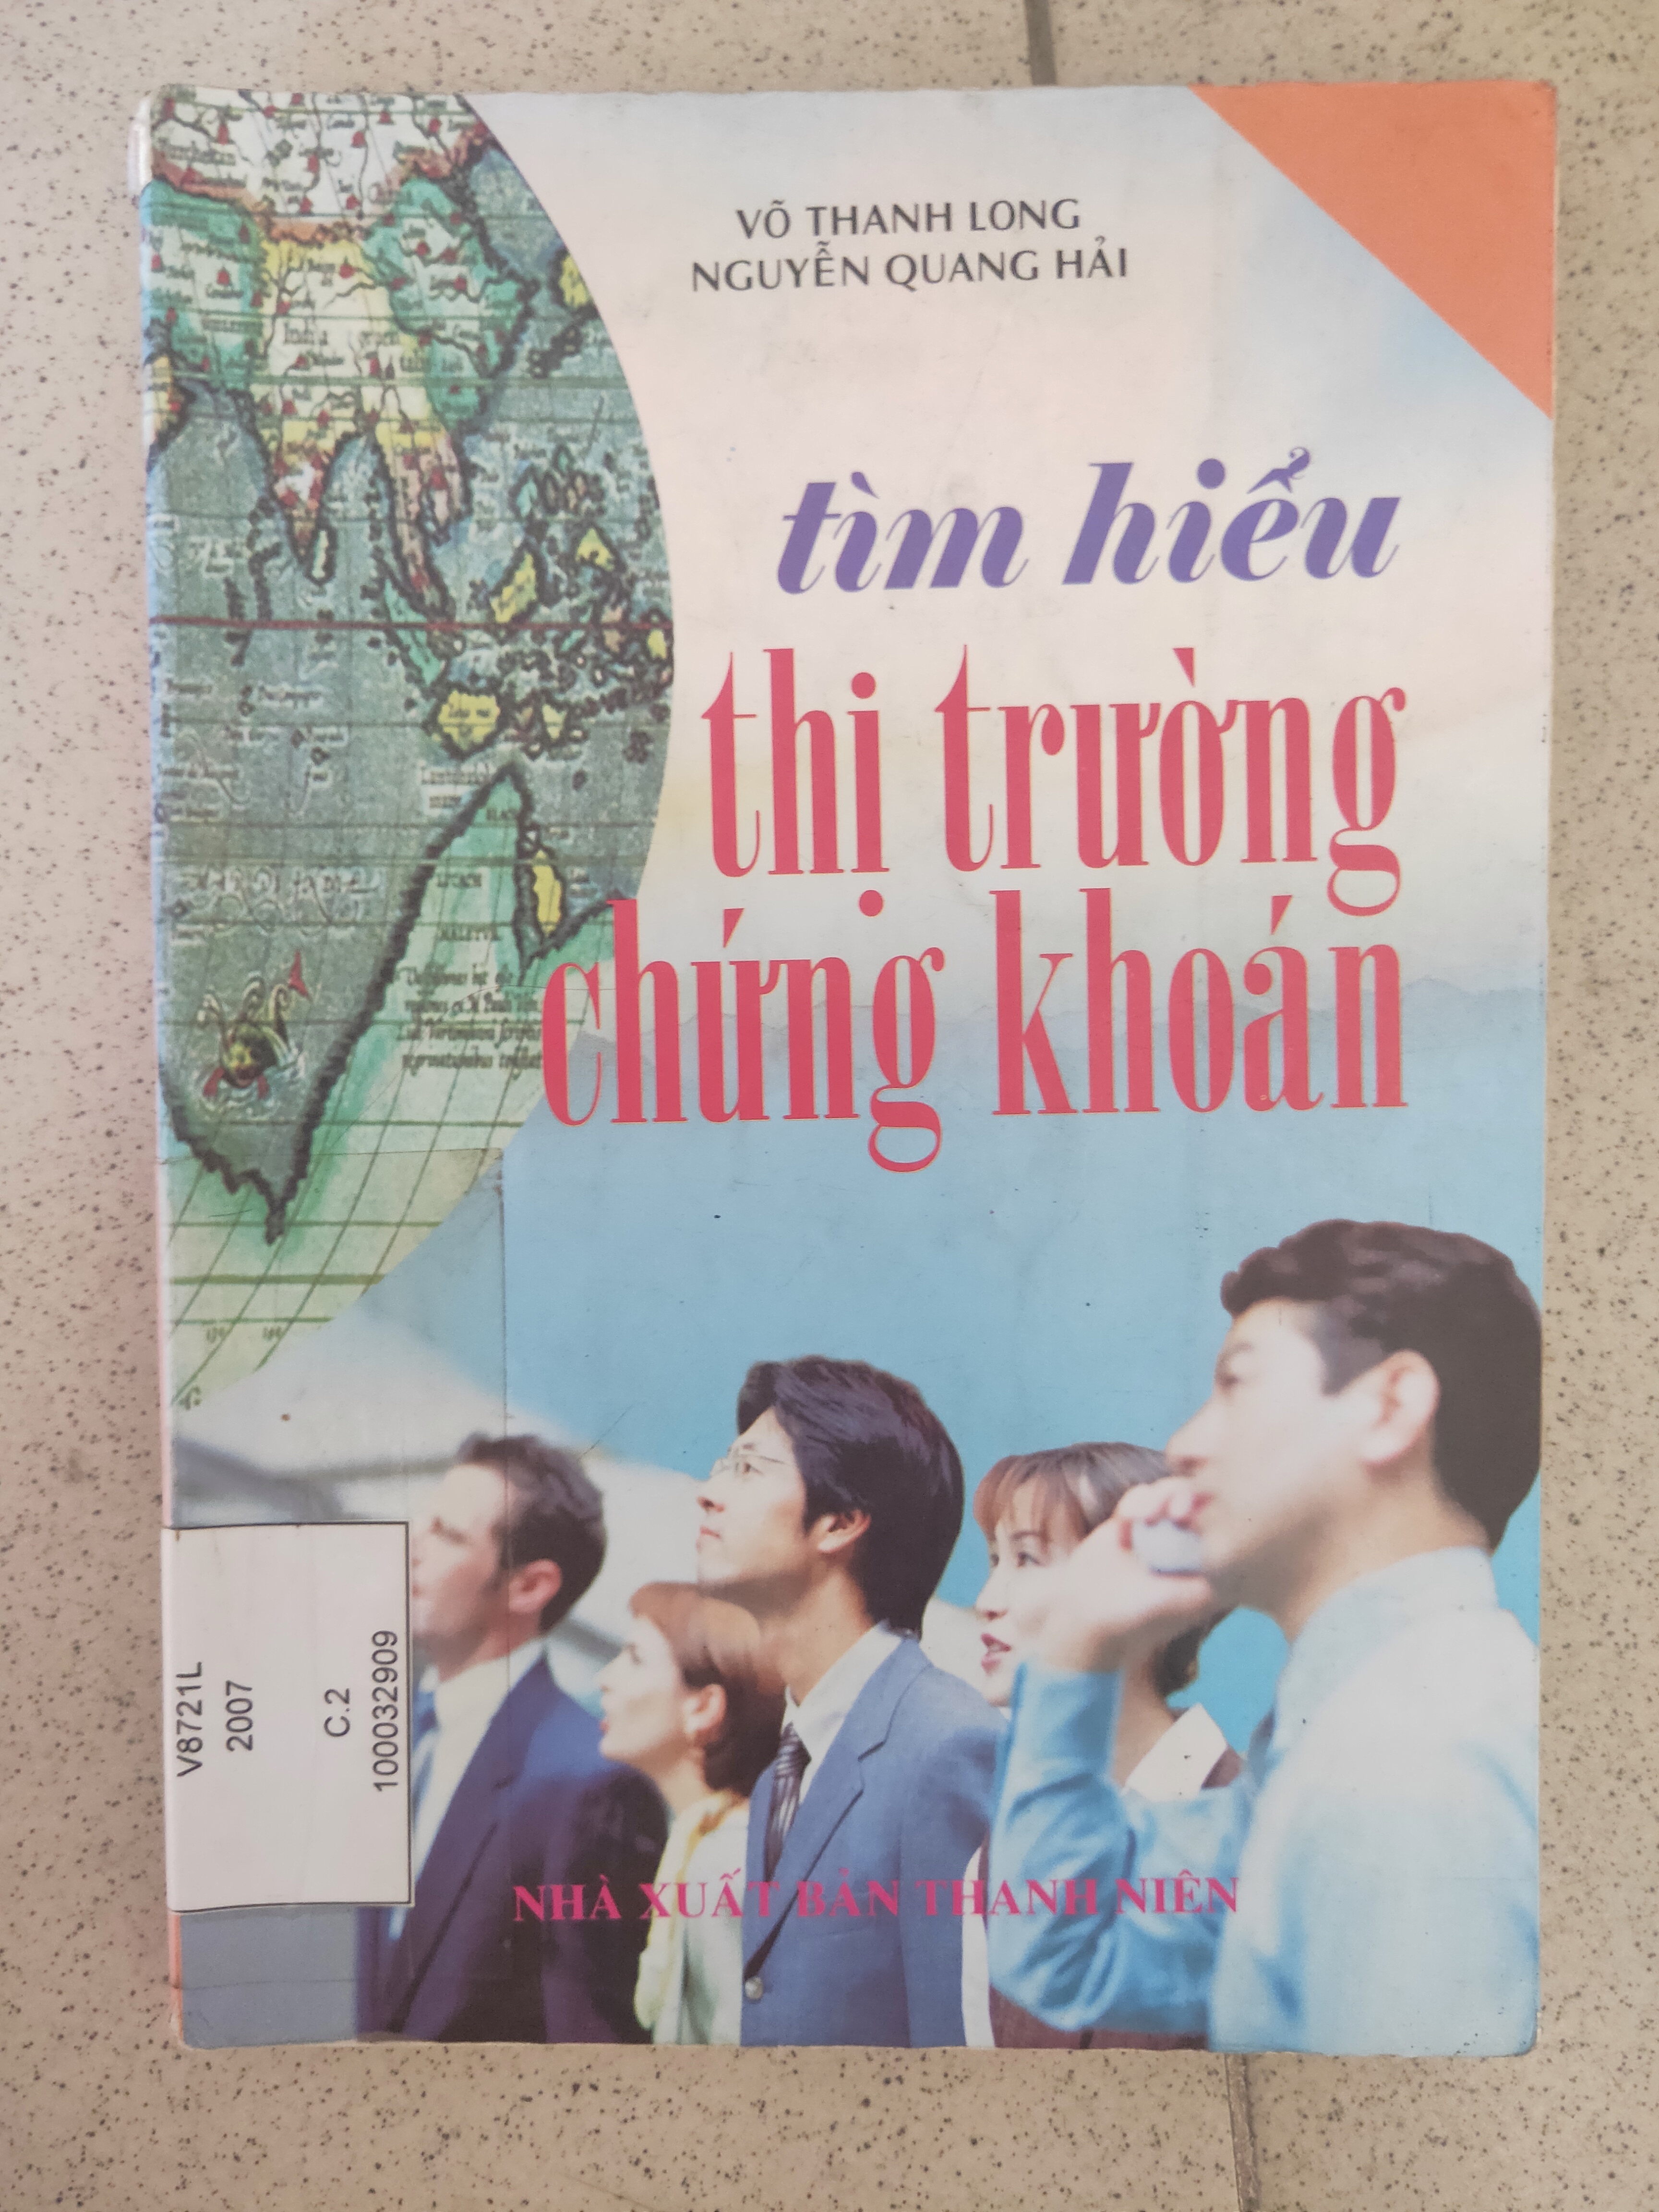 VÕ THANH LONG
NGUYỄN QUANG HẢI
tìm hiểu
thị trường
chứng khoán
V8721L
2007
C.2
100032909
NHÀ XUẤT BẢN THANH NIÊN